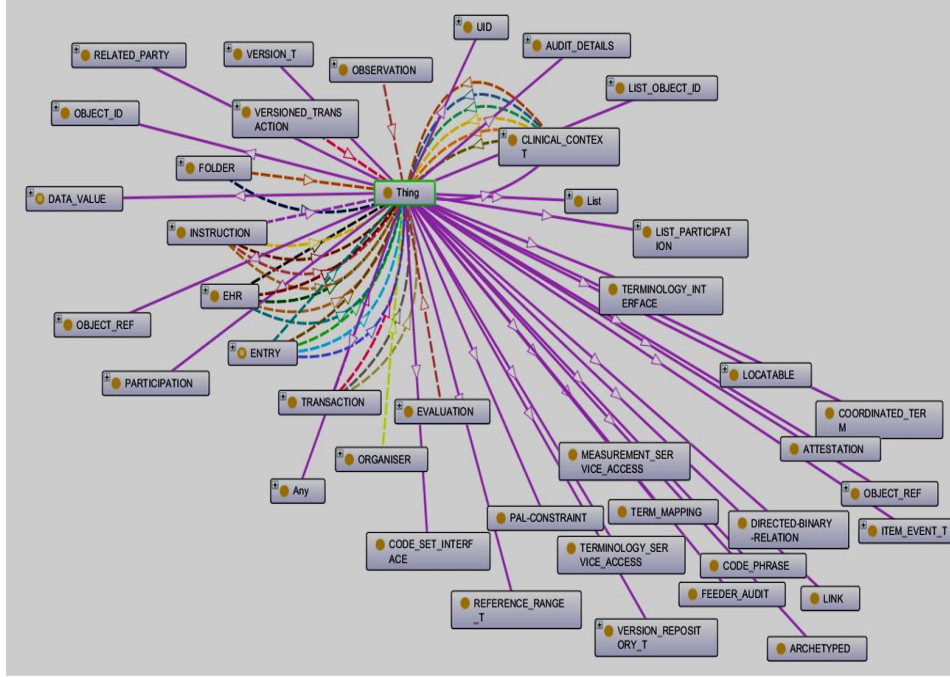 UID
AUDIT_DETAILS
RELATED_PARTY
VERSION_T
OBSERVATION
LIST_OBJECT_ID
OBJECT_ID
VERSIONED_TRANS
ACTION
CLINICAL_CONTEX
T
FOLDER
DATA_VALUE
Thing
List
INSTRUCTION
LIST_PARTICIPAT
ION
EHR
TERMINOLOGY_INT
ERFACE
OBJECT_REF
ENTRY
PARTICIPATION
LOCATABLE
TRANSACTION
EVALUATION
COORDINATED_TER
M
ORGANISER
MEASUREMENT_SER
VICE_ACCESS
ATTESTATION
Any
OBJECT_REF
PAL-CONSTRAINT
TERM_MAPPING
DIRECTED-BINARY
-RELATION
ITEM_EVENT_T
CODE_SET_INTERF
ACE
TERMINOLOGY_SER
VICE_ACCESS
CODE_PHRASE
REFERENCE_RANGE
_T
FEEDER_AUDIT
LINK
VERSION_REPOSIT
ORY_T
ARCHETYPED